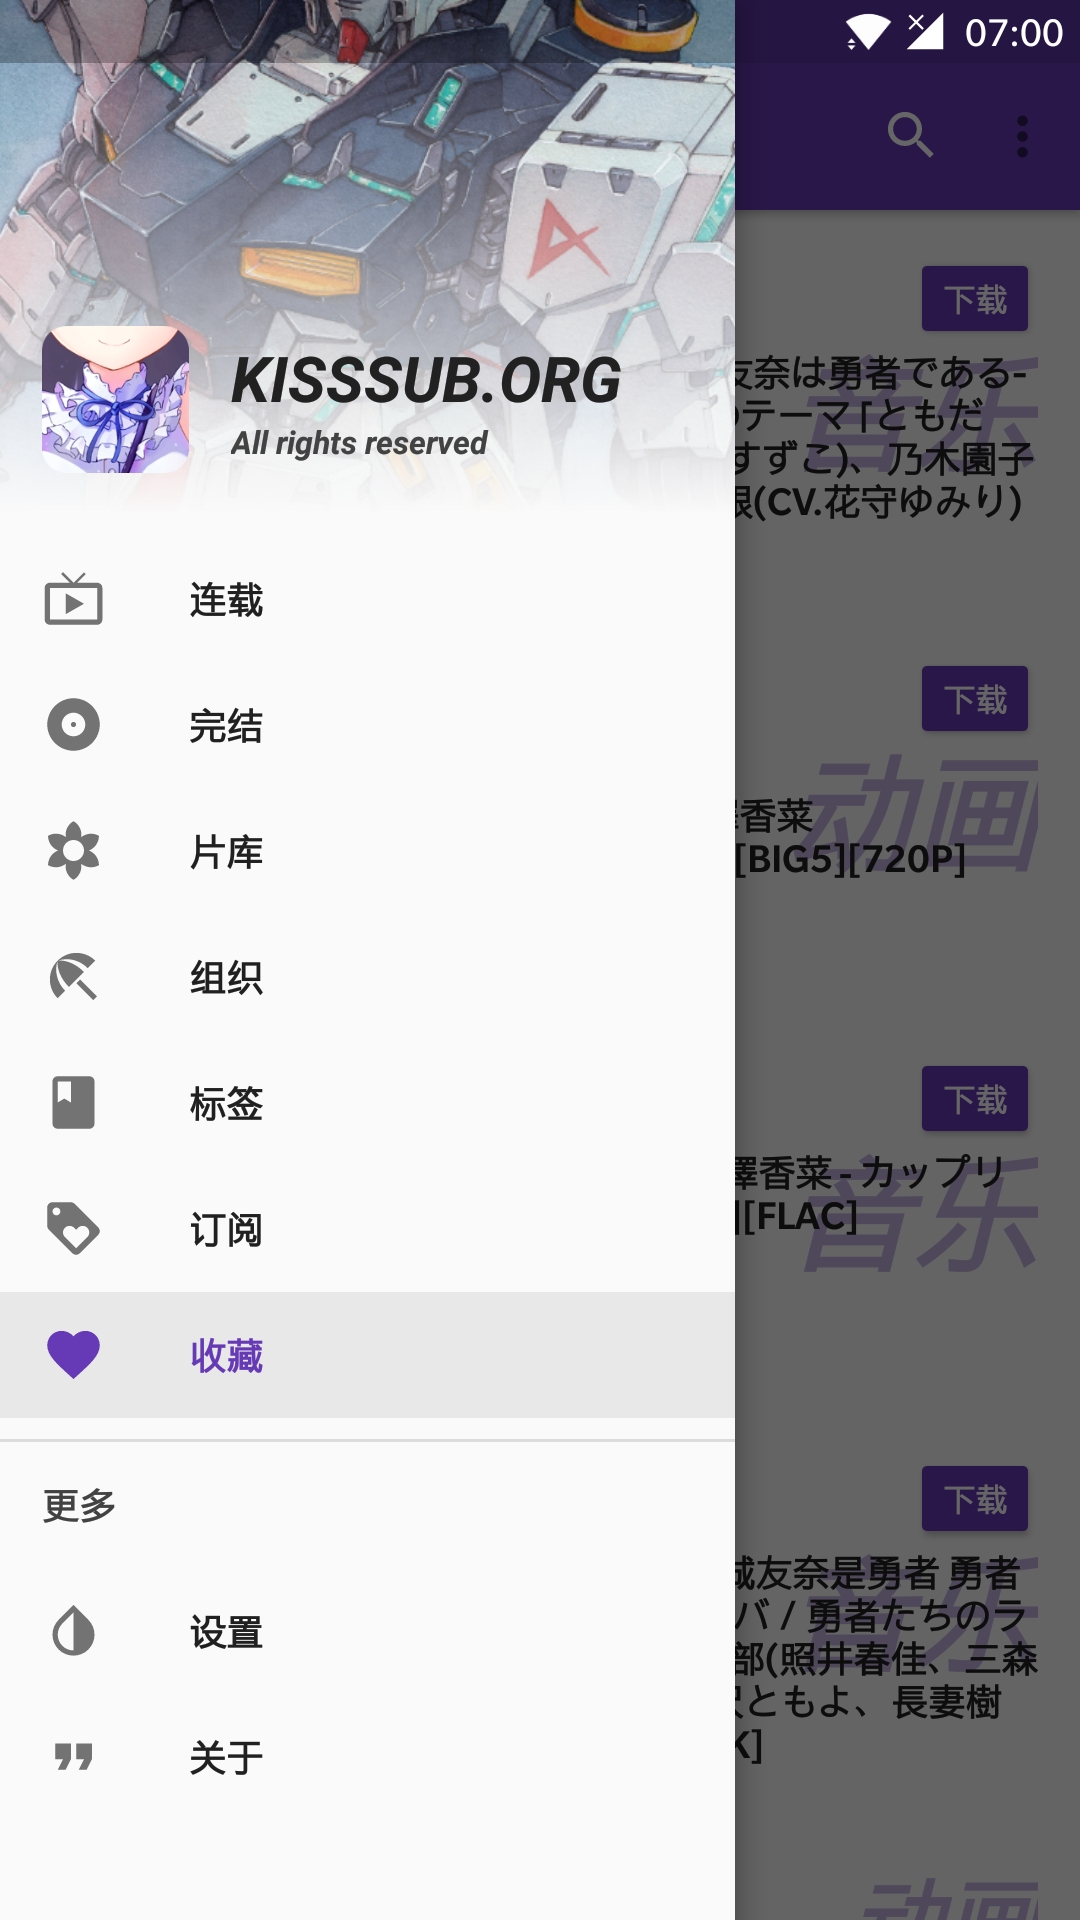 07:00
KISSSUB.ORG
All rights reserved
连载
完结
片库
组织
标签
订阅
收藏
更多
设置
关于
下载
音乐
友奈は勇者である-
のテーマ「ともだ
すずこ)、乃木園子
銀(CV.花守ゆみり)
下载
动画
澤香菜
[BIG5][720P]
下载
音乐
澤香菜 - カップリ
][FLAC]
下载
音乐
城友奈是勇者 勇者
バ / 勇者たちのラ
部(照井春佳、三森
沢ともよ、長妻樹
K]
动画